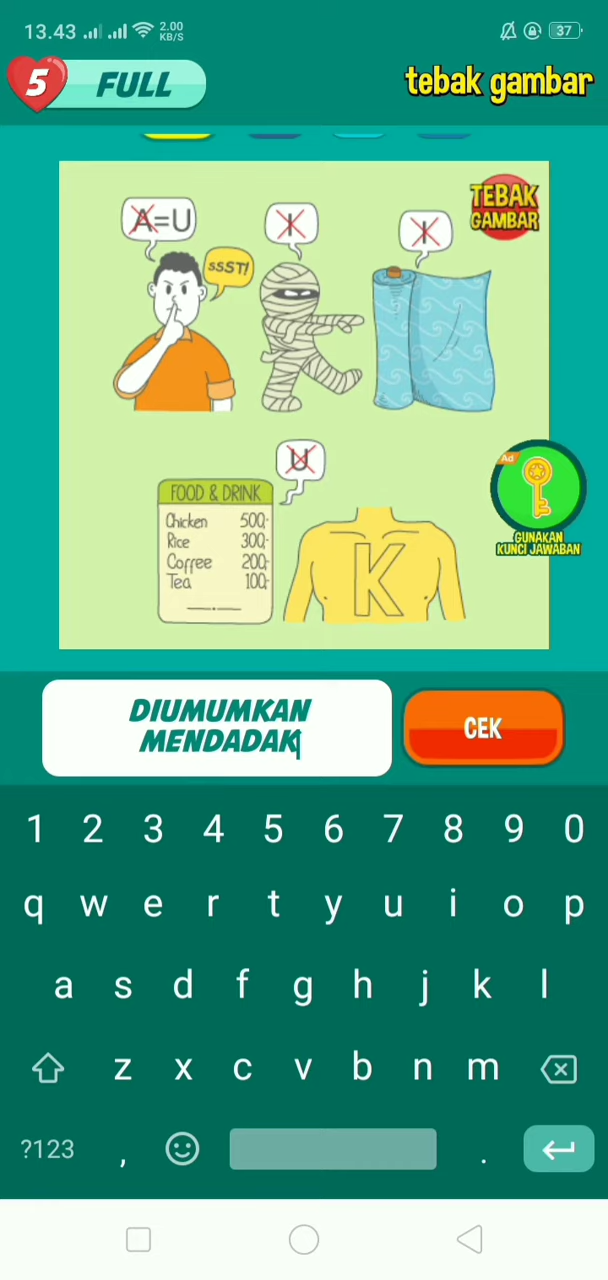 13.43
2.00
KB/S
37
5
FULL
tebak gambar
A=U
SSST!
I
I
TEBAK
GAMBAR
U
FOOD & DRINK
Chicken 500,-
Rice 300,-
Coffee 200,-
Tea 100,-
K
Ad
GUNAKAN
KUNCI JAWABAN
DIUMUMKAN
MENDADAK
CEK
1 2 3 4 5 6 7 8 9 0
q w e r t y u i o p
a s d f g h j k l
z x c v b n m
?123 , .